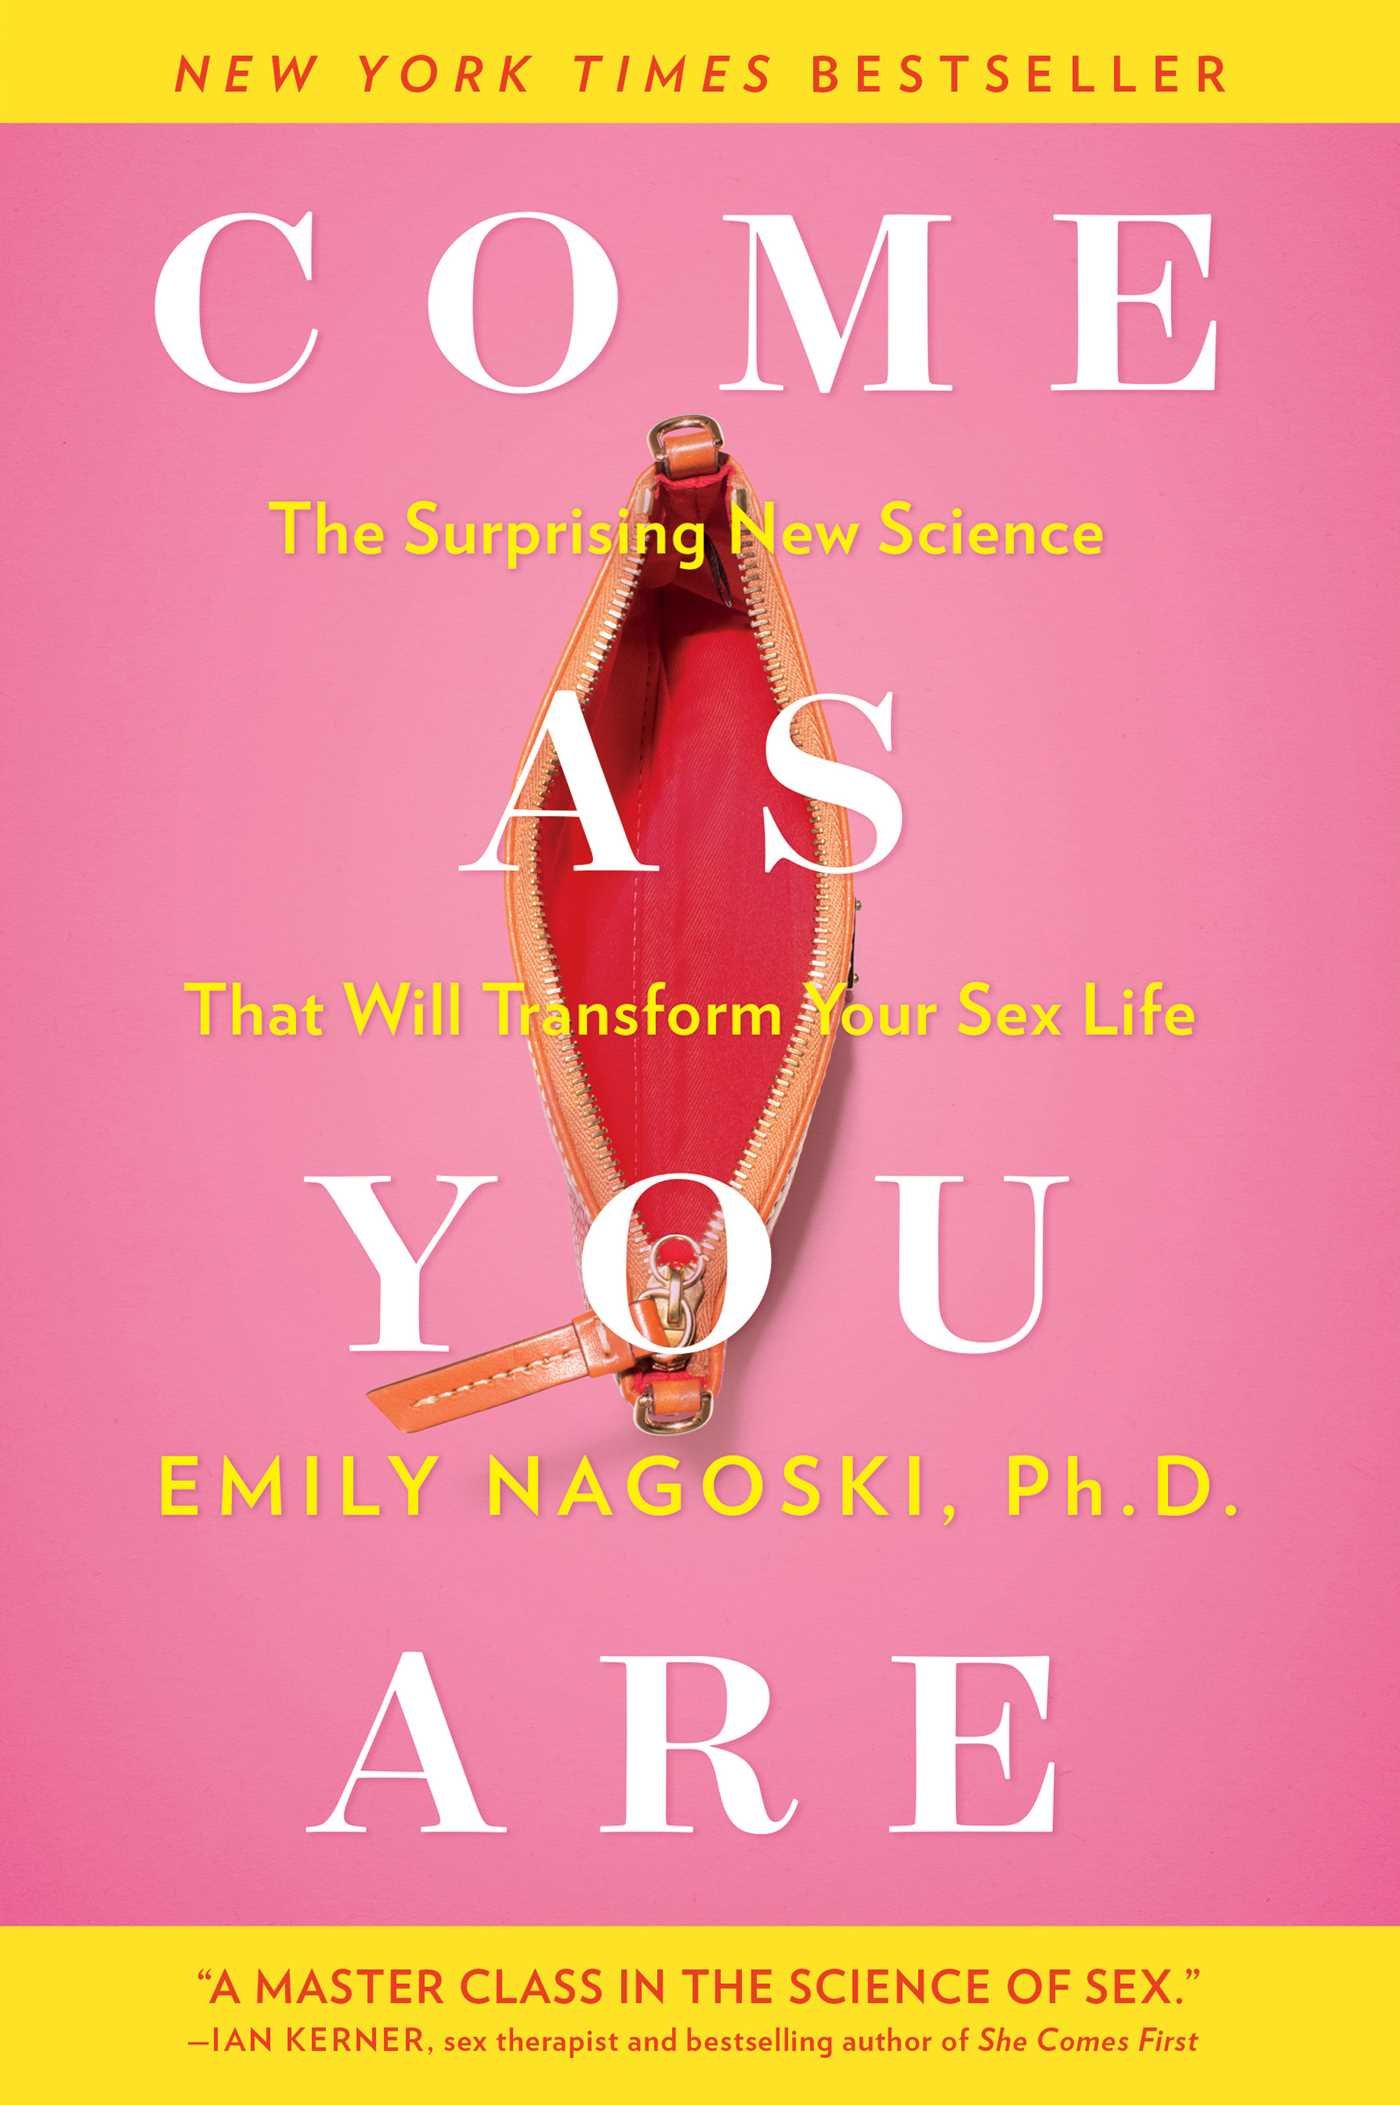 NEW YORK TIMES BESTSELLER
COME
The Surprising New Science
AS
That Will Transform Your Sex Life
YOU
EMILY NAGOSKI, Ph.D.
ARE
“A MASTER CLASS IN THE SCIENCE OF SEX.”
—IAN KERNER, sex therapist and bestselling author of She Comes First